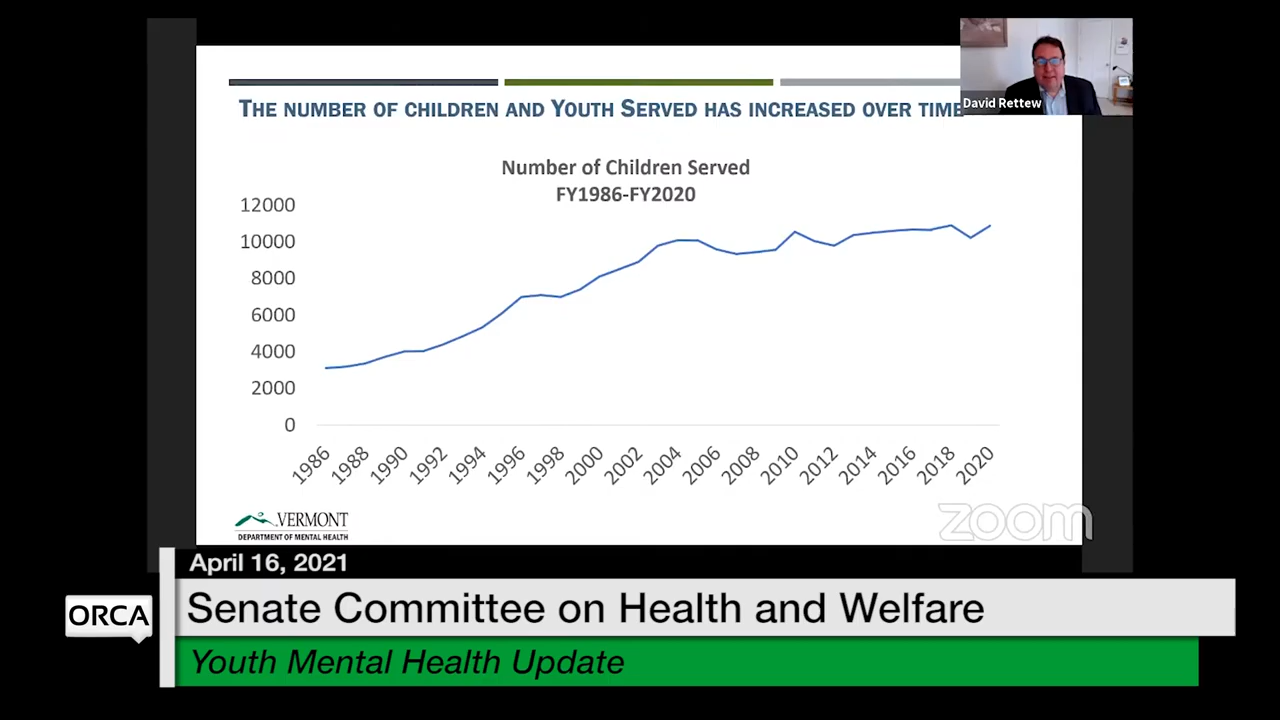 David Rettew
THE NUMBER OF CHILDREN AND YOUTH SERVED HAS INCREASED OVER TIME
Number of Children Served
FY1986-FY2020
12000
10000
8000
6000
4000
2000
0
1986 1988 1990 1992 1994 1996 1998 2000 2002 2004 2006 2008 2010 2012 2014 2016 2018 2020
VERMONT
DEPARTMENT OF MENTAL HEALTH
zoom
April 16, 2021
ORCA
Senate Committee on Health and Welfare
Youth Mental Health Update